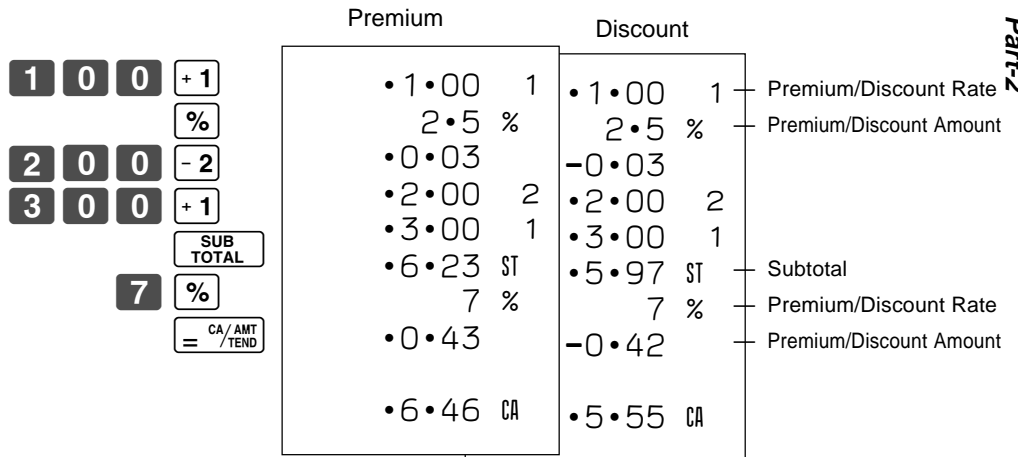 Premium
Discount
Part-2
1 0 0 + 1
•1•00 1
•1•00 1
Premium/Discount Rate
%
2•5 %
2•5 %
Premium/Discount Amount
2 0 0 - 2
•0•03
-0•03
3 0 0 + 1
•2•00 2
•2•00 2
•3•00 1
•3•00 1
SUB
TOTAL
•6•23 ST
•5•97 ST
Subtotal
7 %
7 %
7 %
Premium/Discount Rate
= CA/AMT
/TEND
•0•43
-0•42
Premium/Discount Amount
•6•46 CA
•5•55 CA